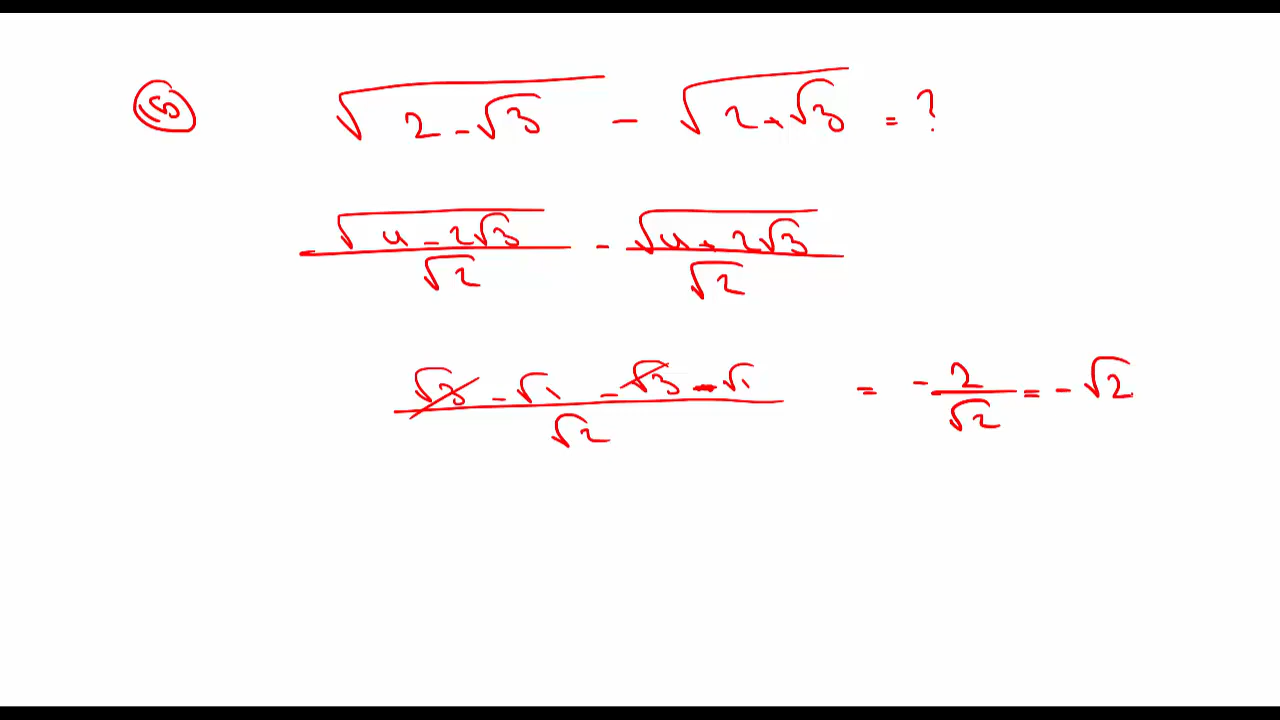 (5) √(2 - √3) - √(2 + √3) = ?
√(4 - 2√3)/√2 - √(4 + 2√3)/√2
(√3 - √1 - √3 - √1)/√2 = - 2/√2 = - √2